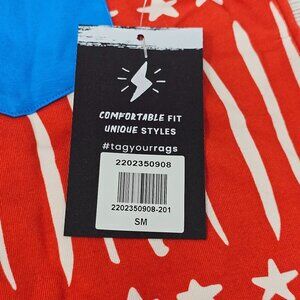 COMFORTABLE FIT
UNIQUE STYLES
#tagyourrags
2202350908
2202350908-201
SM